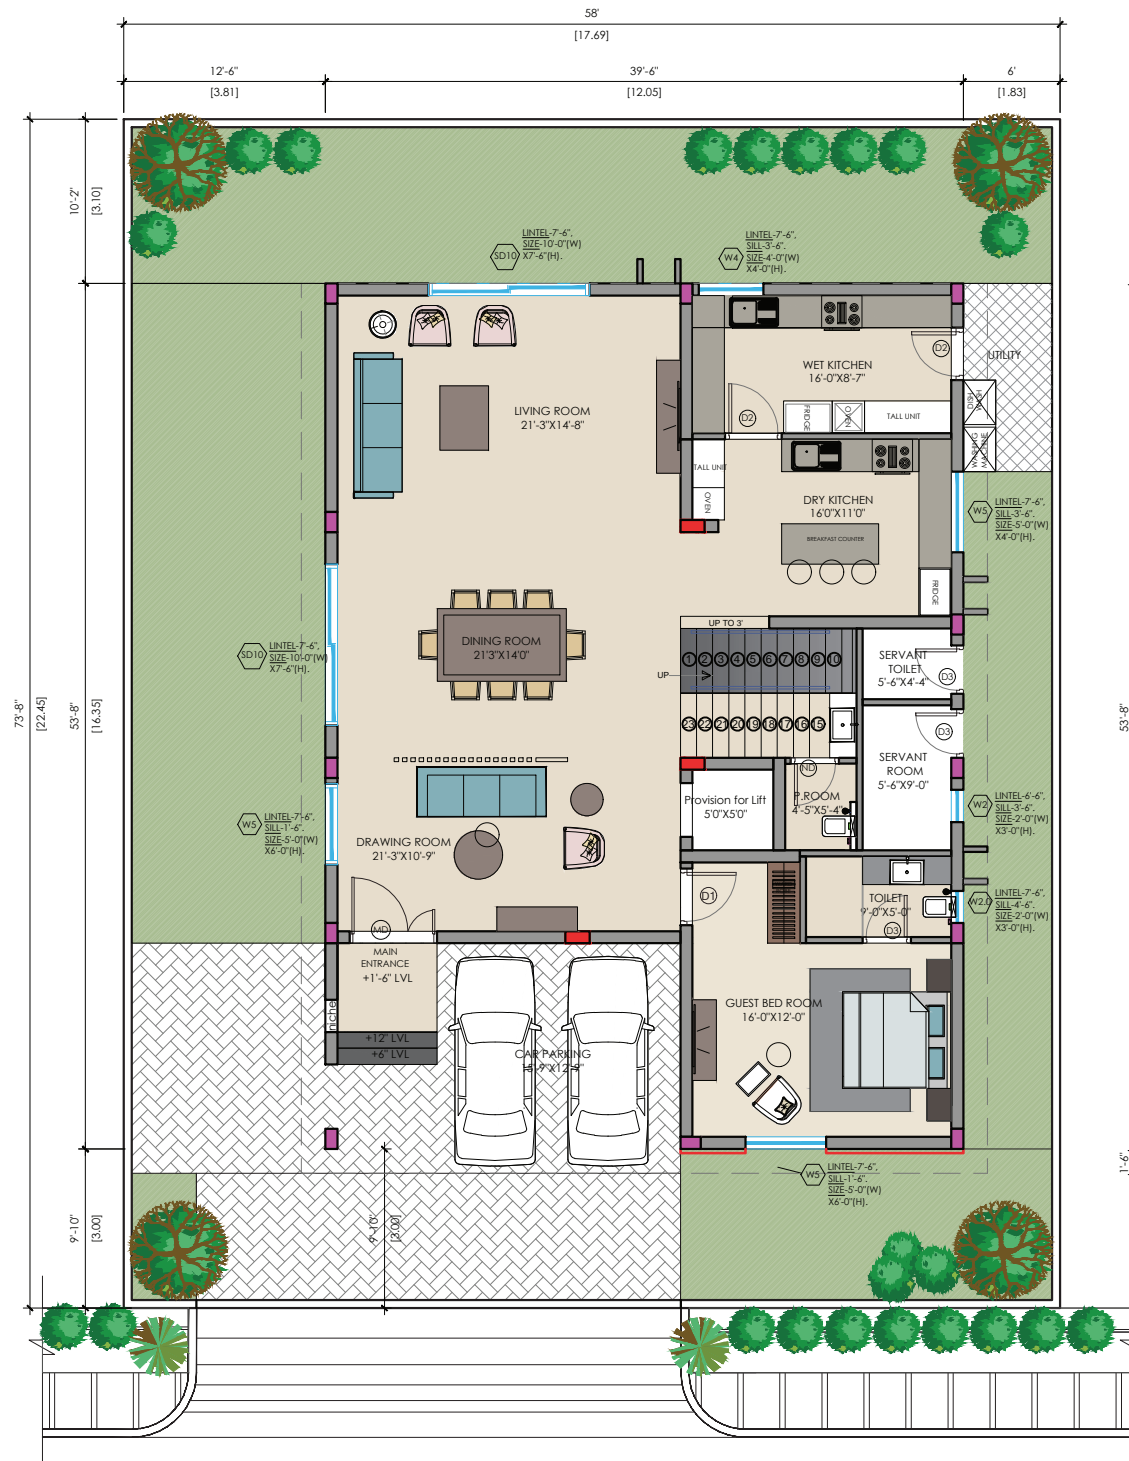 58'
[17.69]
12'-6"
[3.81]
39'-6"
[12.05]
6'
[1.83]
10'-2"
[3.10]
73'-8"
[22.45]
53'-8"
[16.35]
9'-10"
[3.00]
53'-8"
1'-6"
SD10
LINTEL-7'-6",
SIZE-10'-0"(W)
X7'-6"(H).
W4
LINTEL-7'-6",
SILL-3'-6".
SIZE-4'-0"(W)
X4'-0"(H).
LIVING ROOM
21'-3"X14'-8"
WET KITCHEN
16'-0"X8'-7"
D2
UTILITY
DISH WASH
WASHING
MACHINE
D2
FRIDGE
OVEN
TALL UNIT
TALL UNIT
OVEN
DRY KITCHEN
16'0"X11'0"
BREAKFAST COUNTER
FRIDGE
W5
LINTEL-7'-6",
SILL-3'-6".
SIZE-5'-0"(W)
X4'-0"(H).
SD10
LINTEL-7'-6",
SIZE-10'-0"(W)
X7'-6"(H).
DINING ROOM
21'3"X14'0"
UP TO 3'
UP
1 2 3 4 5 6 7 8 9 10
23 22 21 20 19 18 17 16 15
SERVANT
TOILET
5'-6"X4'-4"
D3
D3
SERVANT
ROOM
5'-6"X9'-0"
ND
P.ROOM
4'-5"X5'-4"
Provision for Lift
5'0"X5'0"
W2
LINTEL-6'-6",
SILL-3'-6".
SIZE-2'-0"(W)
X3'-0"(H).
W5
LINTEL-7'-6",
SILL-1'-6".
SIZE-5'-0"(W)
X6'-0"(H).
DRAWING ROOM
21'-3"X10'-9"
D1
TOILET
9'-0"X5'-0"
D3
W2.0
LINTEL-7'-6",
SILL-4'-6".
SIZE-2'-0"(W)
X3'-0"(H).
MD
MAIN
ENTRANCE
+1'-6" LVL
niche
+12" LVL
+6" LVL
CAR PARKING
15'-9"X12'-9"
GUEST BED ROOM
16'-0"X12'-0"
W5
LINTEL-7'-6",
SILL-1'-6".
SIZE-5'-0"(W)
X6'-0"(H).
9'-10"
[3.00]